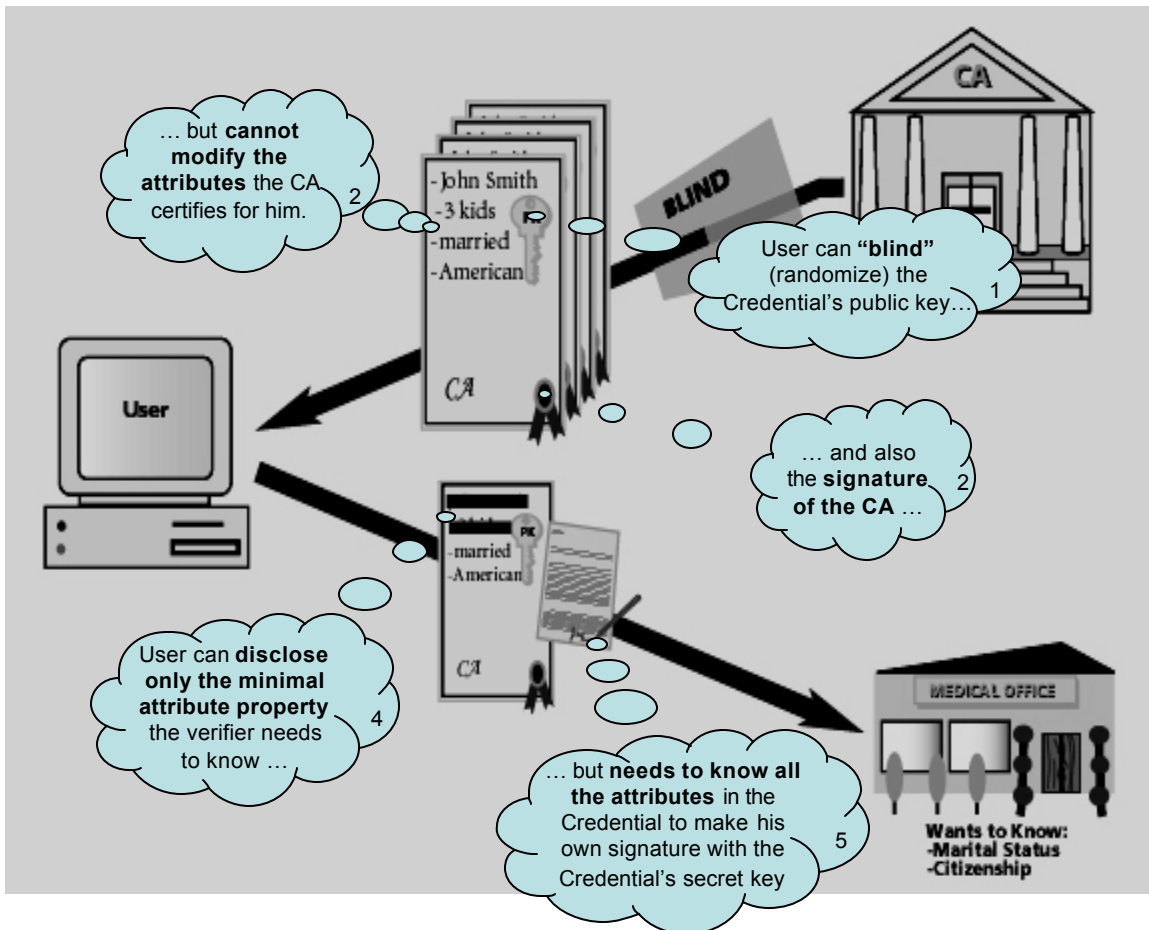 CA
… but cannot
modify the
attributes the CA
certifies for him.
2
-John Smith
-3 kids
-married
-American
PK
CA
BLIND
User can “blind”
(randomize) the
Credential’s public key…
1
User
… and also
the signature
of the CA …
2
-married
-American
PK
CA
User can disclose
only the minimal
attribute property
the verifier needs
to know …
4
… but needs to know all
the attributes in the
Credential to make his
own signature with the
Credential’s secret key
5
MEDICAL OFFICE
Wants to Know:
-Marital Status
-Citizenship